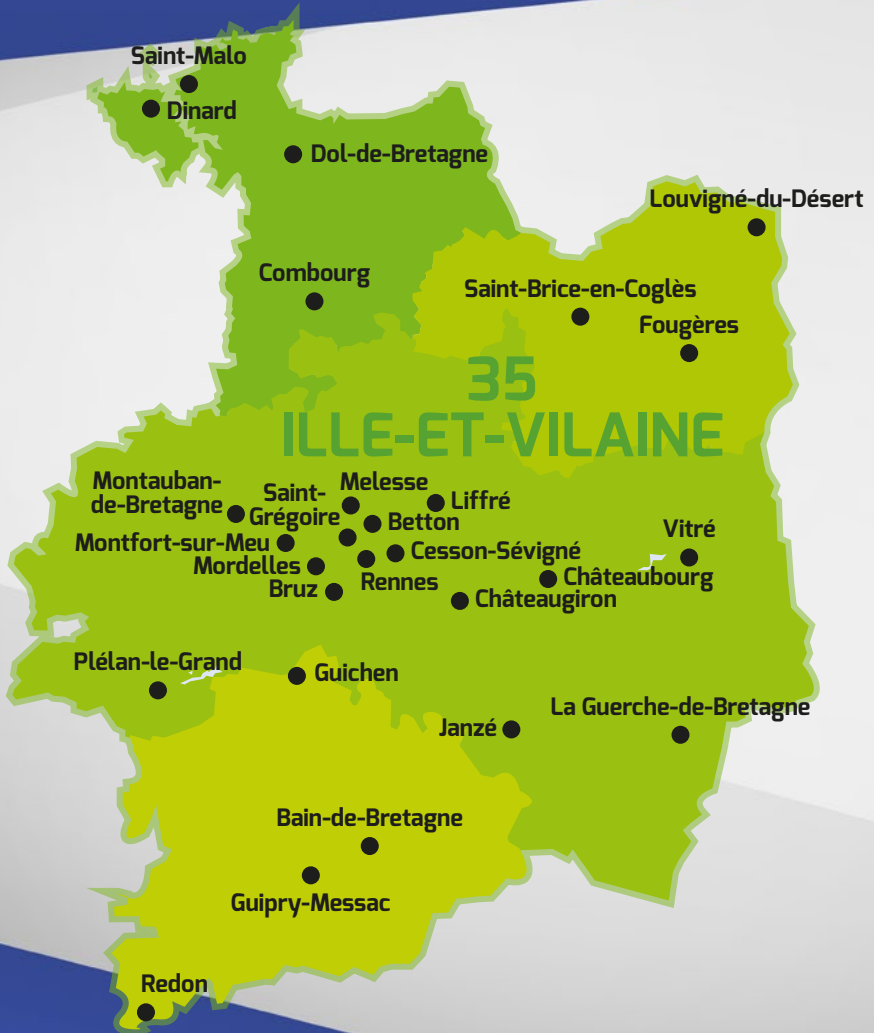 Saint-Malo
Dinard
Dol-de-Bretagne
Louvigné-du-Désert
Combourg
Saint-Brice-en-Coglès
Fougères
35
ILLE-ET-VILAINE
Montauban-
de-Bretagne
Saint-
Grégoire
Melesse
Liffré
Betton
Vitré
Montfort-sur-Meu
Cesson-Sévigné
Mordelles
Rennes
Châteaubourg
Bruz
Châteaugiron
Plélan-le-Grand
Guichen
La Guerche-de-Bretagne
Janzé
Bain-de-Bretagne
Guipry-Messac
Redon